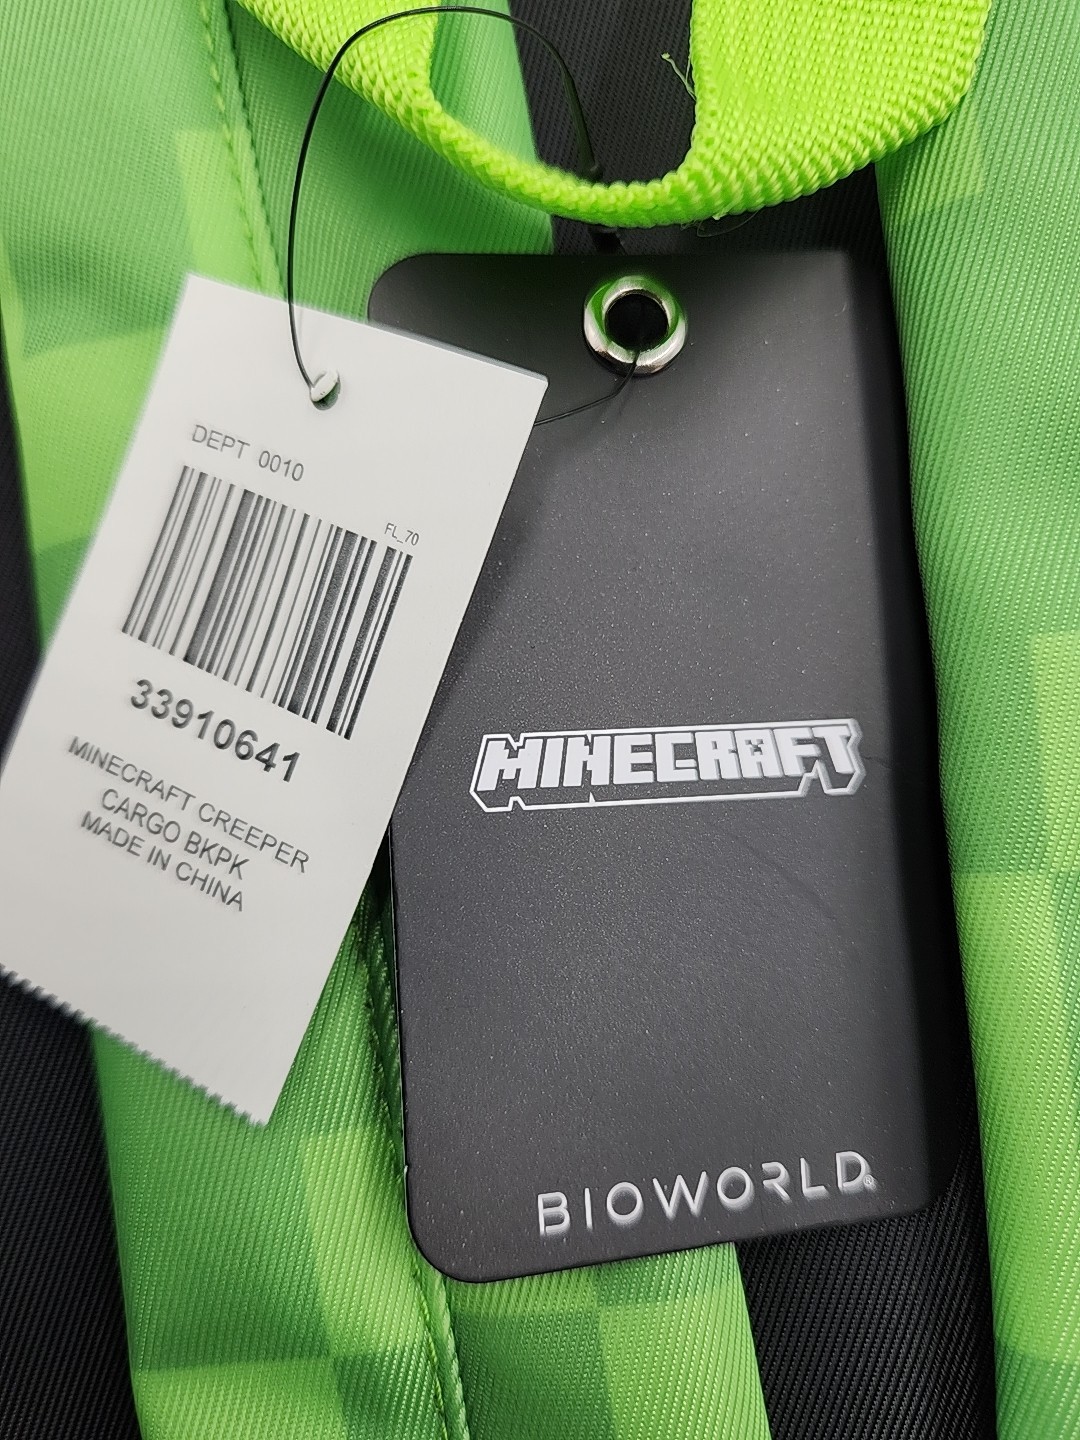 DEPT 0010
FL_70
33910641
MINECRAFT CREEPER
CARGO BKPK
MADE IN CHINA
MINECRAFT
BIOWORLD®